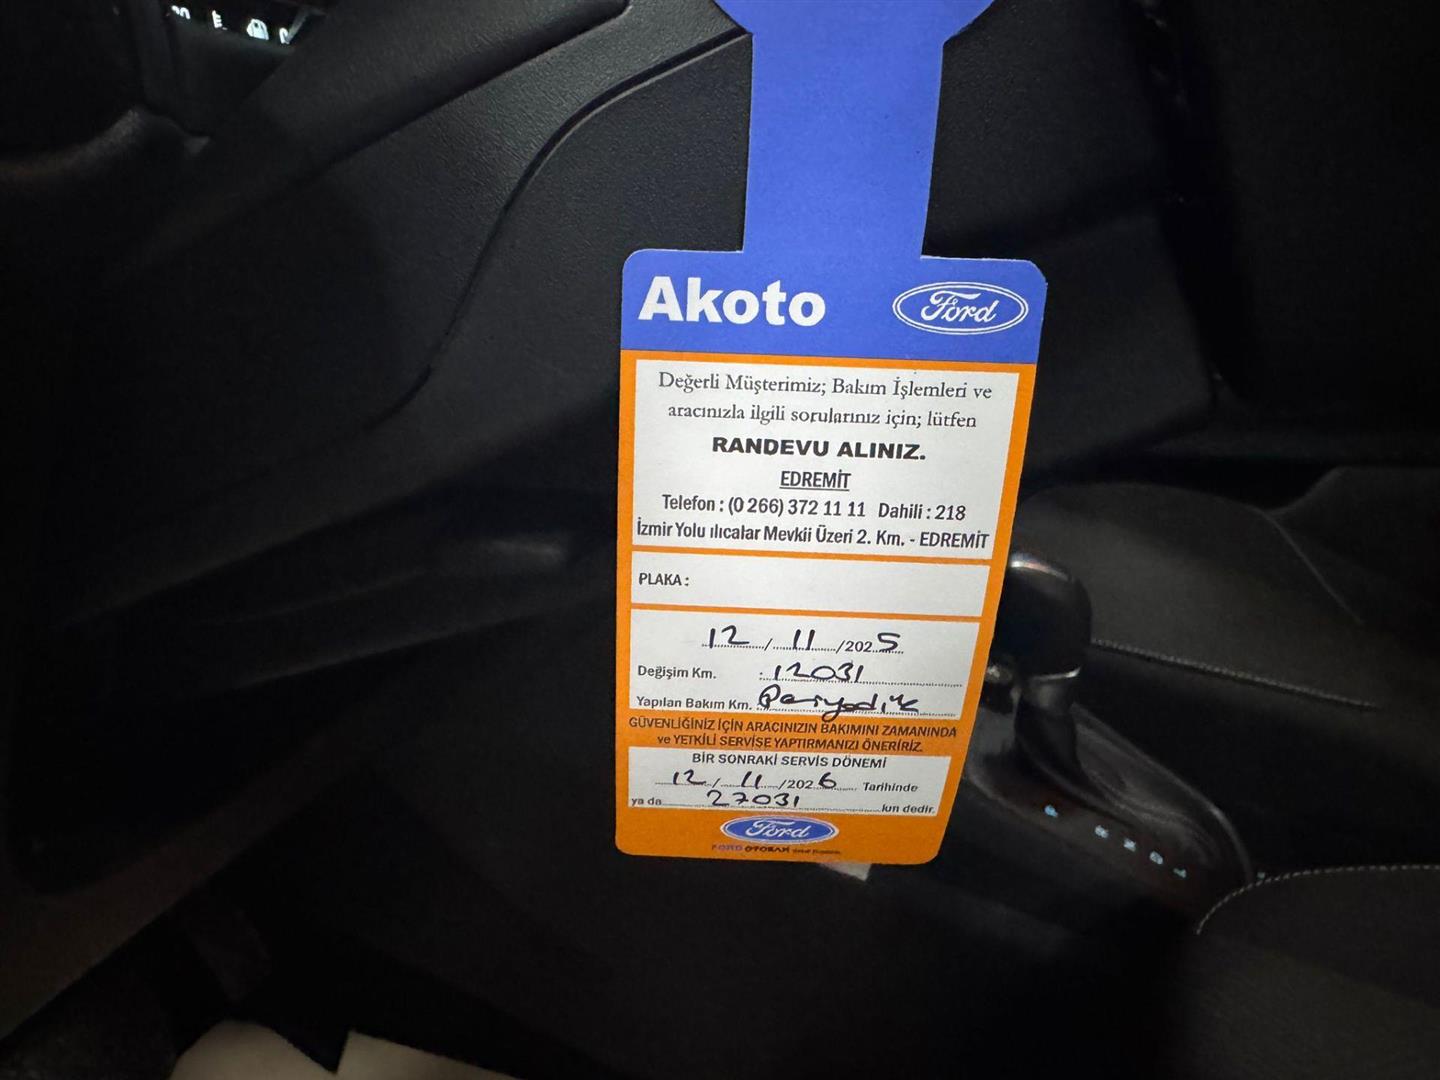 Akoto
Ford
Değerli Müşterimiz; Bakım İşlemleri ve
aracınızla ilgili sorularınız için; lütfen
RANDEVU ALINIZ.
EDREMİT
Telefon : (0 266) 372 11 11 Dahili : 218
İzmir Yolu ılıcalar Mevkii Üzeri 2. Km. - EDREMİT
PLAKA :
12 / 11 /2025
Değişim Km. : 12031
Yapılan Bakım Km. Periyodik
GÜVENLİĞİNİZ İÇİN ARACINIZIN BAKIMINI ZAMANINDA
ve YETKİLİ SERVİSE YAPTIRMANIZI ÖNERİRİZ.
BİR SONRAKİ SERVİS DÖNEMİ
12 / 11 /2026 Tarihinde
ya da 27031 kun dedir.
Ford
FORD OTOSAN